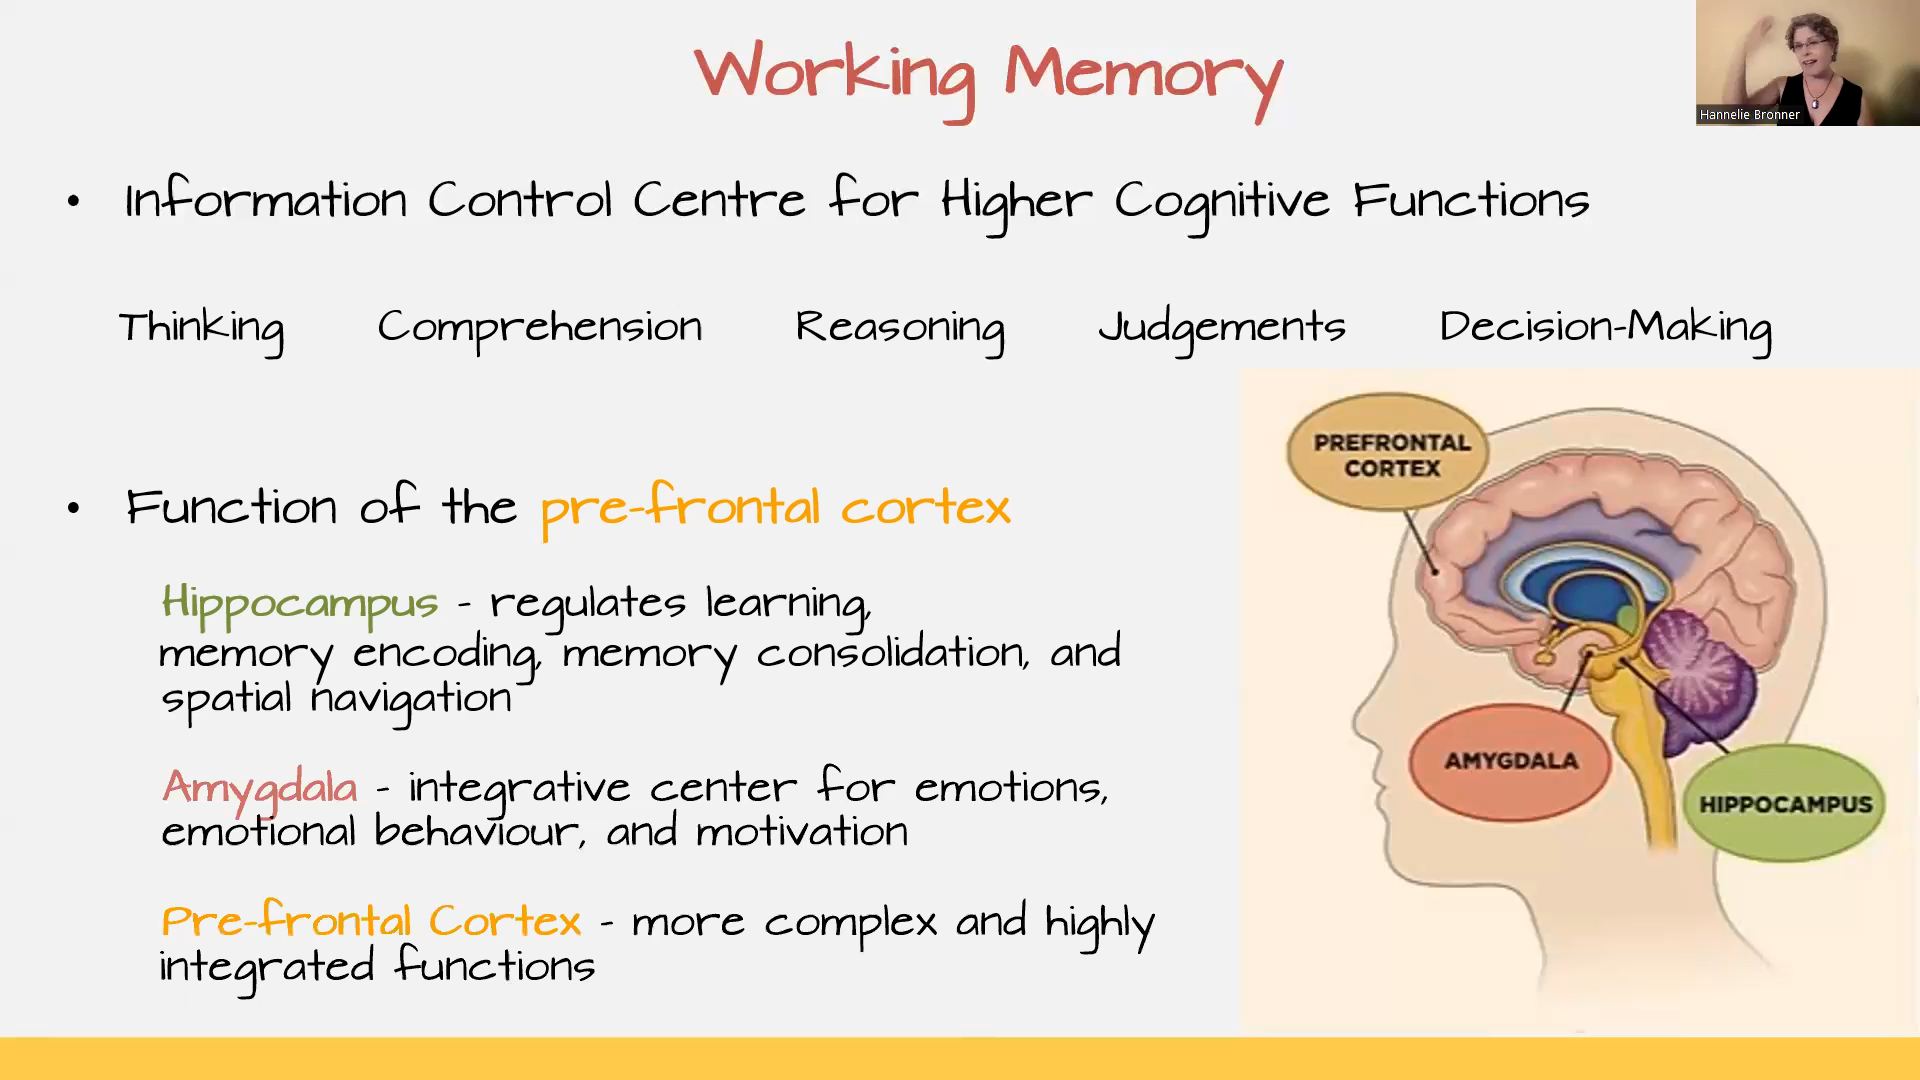 Working Memory
Hannelie Bronner
• Information Control Centre for Higher Cognitive Functions
Thinking Comprehension Reasoning Judgements Decision-Making
• Function of the pre-frontal cortex
Hippocampus - regulates learning,
memory encoding, memory consolidation, and
spatial navigation
Amygdala - integrative center for emotions,
emotional behaviour, and motivation
Pre-frontal Cortex - more complex and highly
integrated functions
PREFRONTAL
CORTEX
AMYGDALA
HIPPOCAMPUS